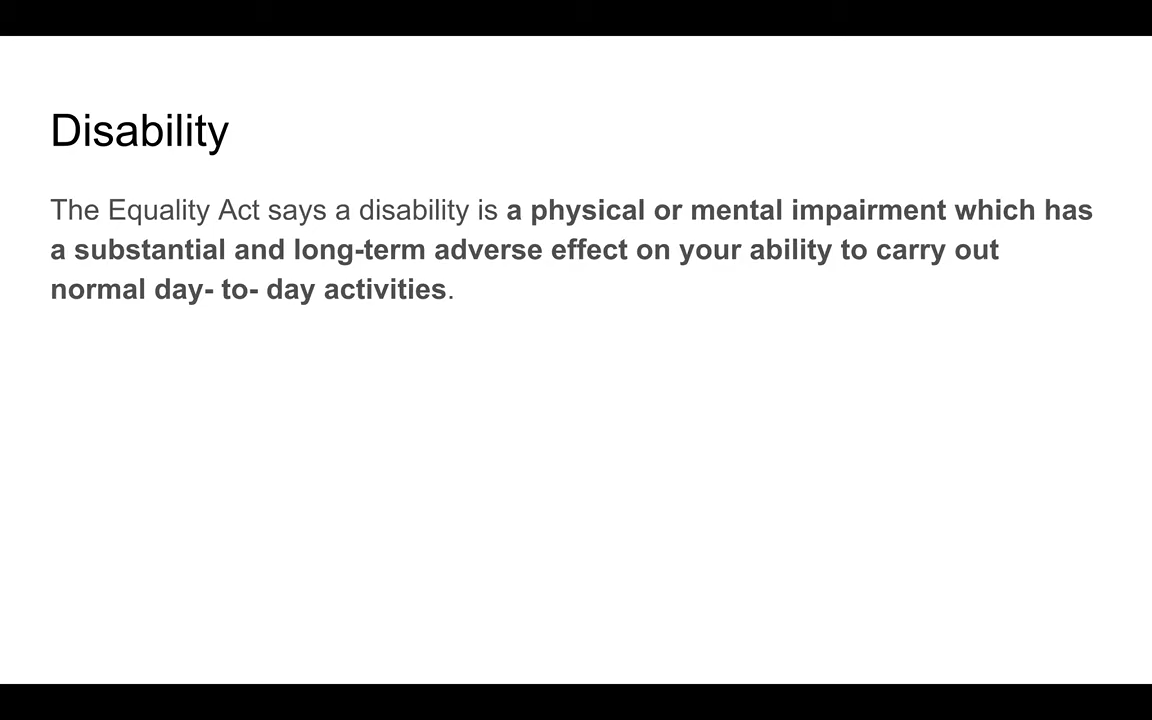 Disability
The Equality Act says a disability is a physical or mental impairment which has
a substantial and long-term adverse effect on your ability to carry out
normal day- to- day activities.